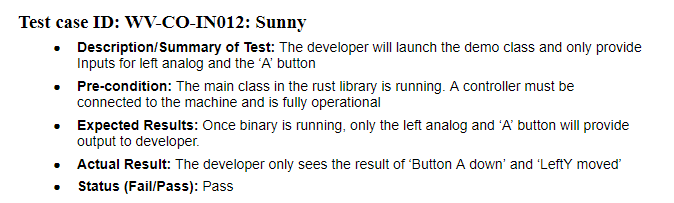 Test case ID: WV-CO-IN012: Sunny
• Description/Summary of Test: The developer will launch the demo class and only provide
Inputs for left analog and the ‘A’ button
• Pre-condition: The main class in the rust library is running. A controller must be
connected to the machine and is fully operational
• Expected Results: Once binary is running, only the left analog and ‘A’ button will provide
output to developer.
• Actual Result: The developer only sees the result of ‘Button A down’ and ‘LeftY moved’
• Status (Fail/Pass): Pass